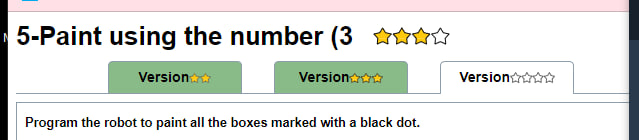 5-Paint using the number (3
Version Version Version
Program the robot to paint all the boxes marked with a black dot.